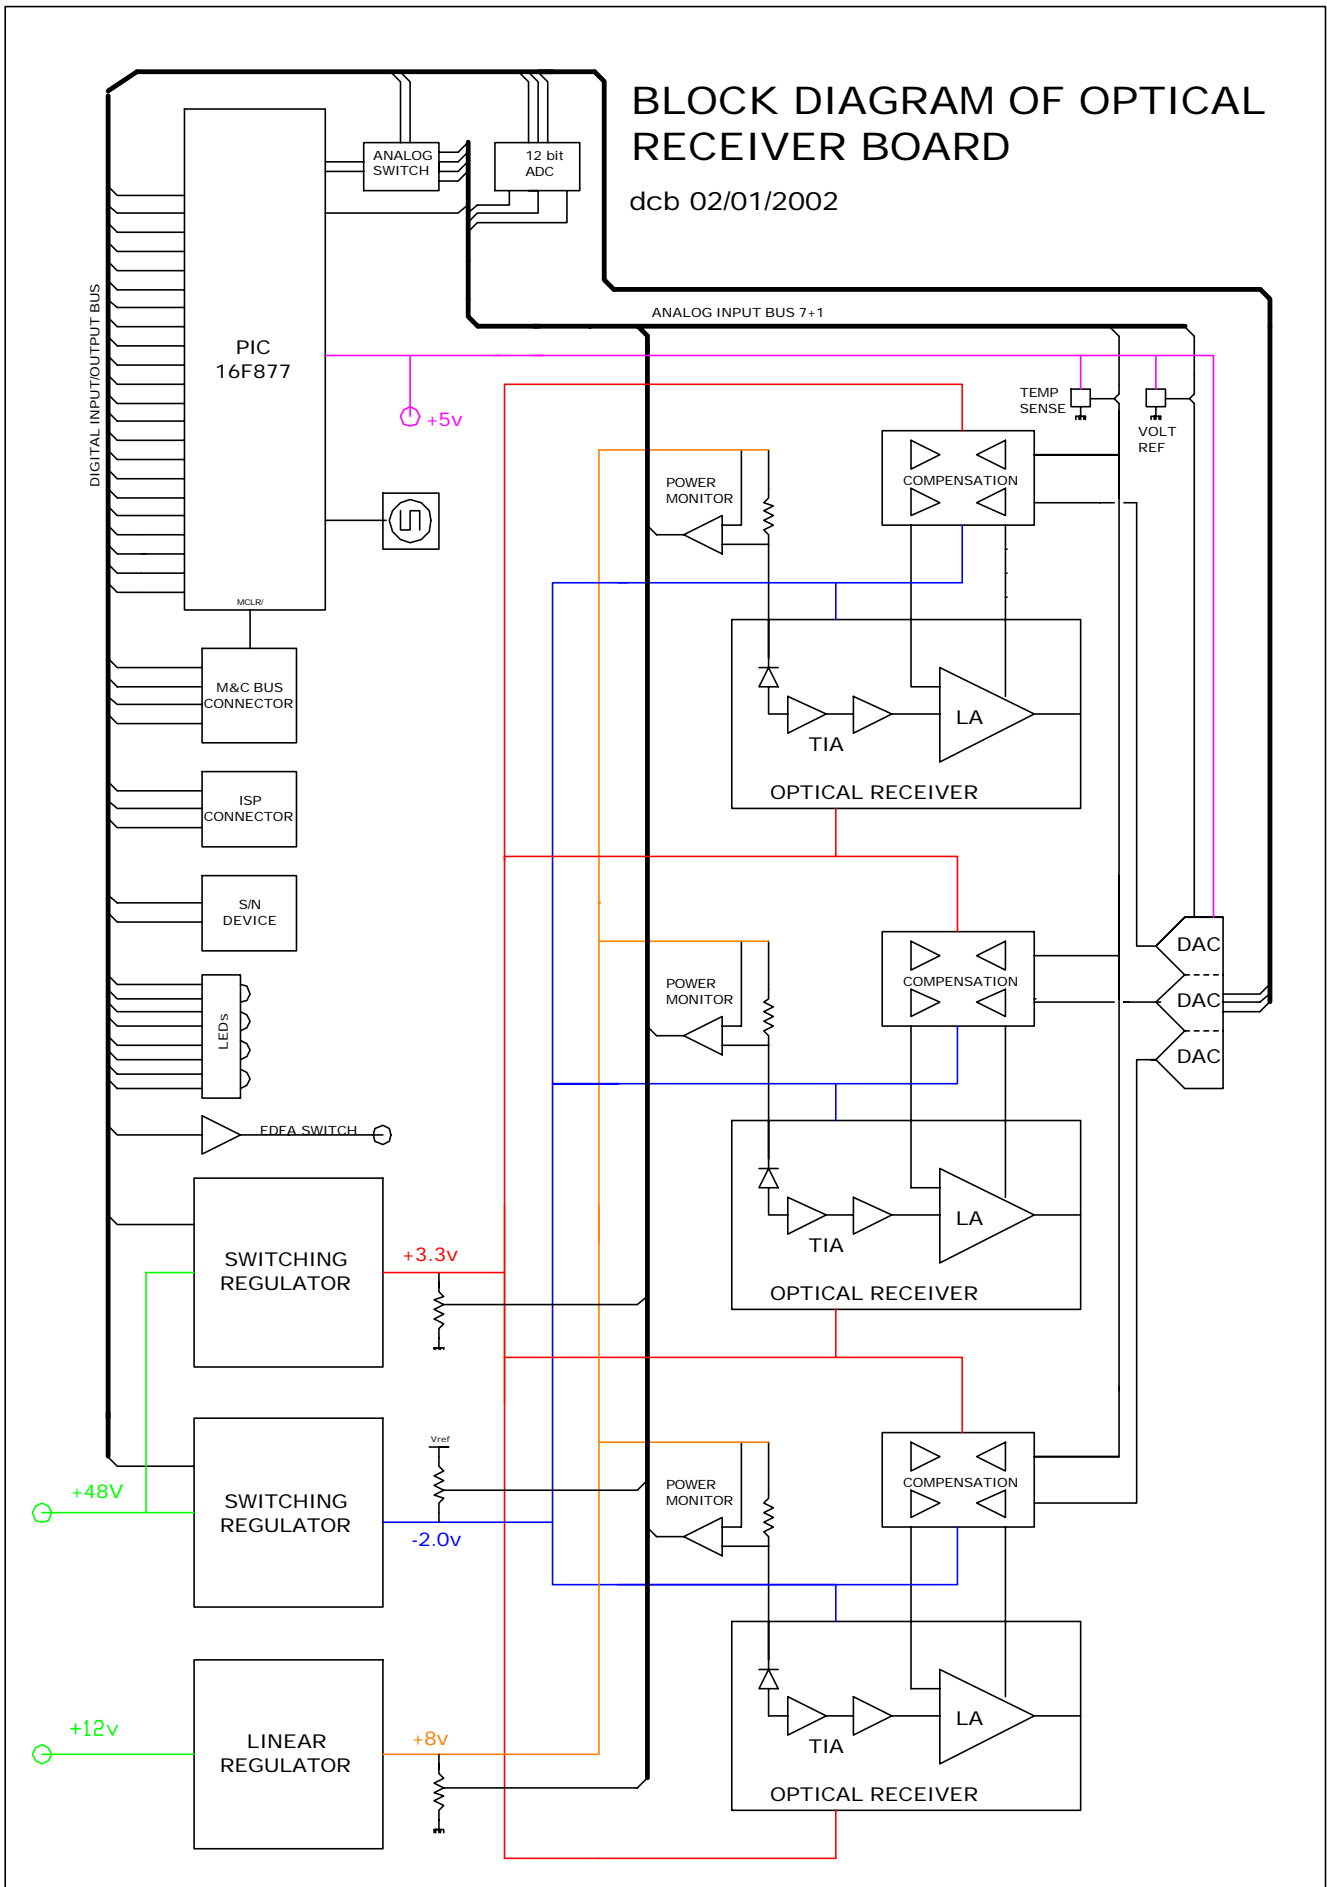 BLOCK DIAGRAM OF OPTICAL
RECEIVER BOARD
dcb 02/01/2002
ANALOG
SWITCH
12 bit
ADC
DIGITAL INPUT/OUTPUT BUS
ANALOG INPUT BUS 7+1
PIC
16F877
+5v
TEMP
SENSE
VOLT
REF
MCLR/
POWER
MONITOR
COMPENSATION
M&C BUS
CONNECTOR
LA
TIA
OPTICAL RECEIVER
ISP
CONNECTOR
S/N
DEVICE
LEDs
POWER
MONITOR
COMPENSATION
DAC
DAC
DAC
EDFA SWITCH
LA
TIA
OPTICAL RECEIVER
SWITCHING
REGULATOR
+3.3v
Vref
+48V
SWITCHING
REGULATOR
-2.0v
POWER
MONITOR
COMPENSATION
LA
TIA
OPTICAL RECEIVER
+12v
LINEAR
REGULATOR
+8v